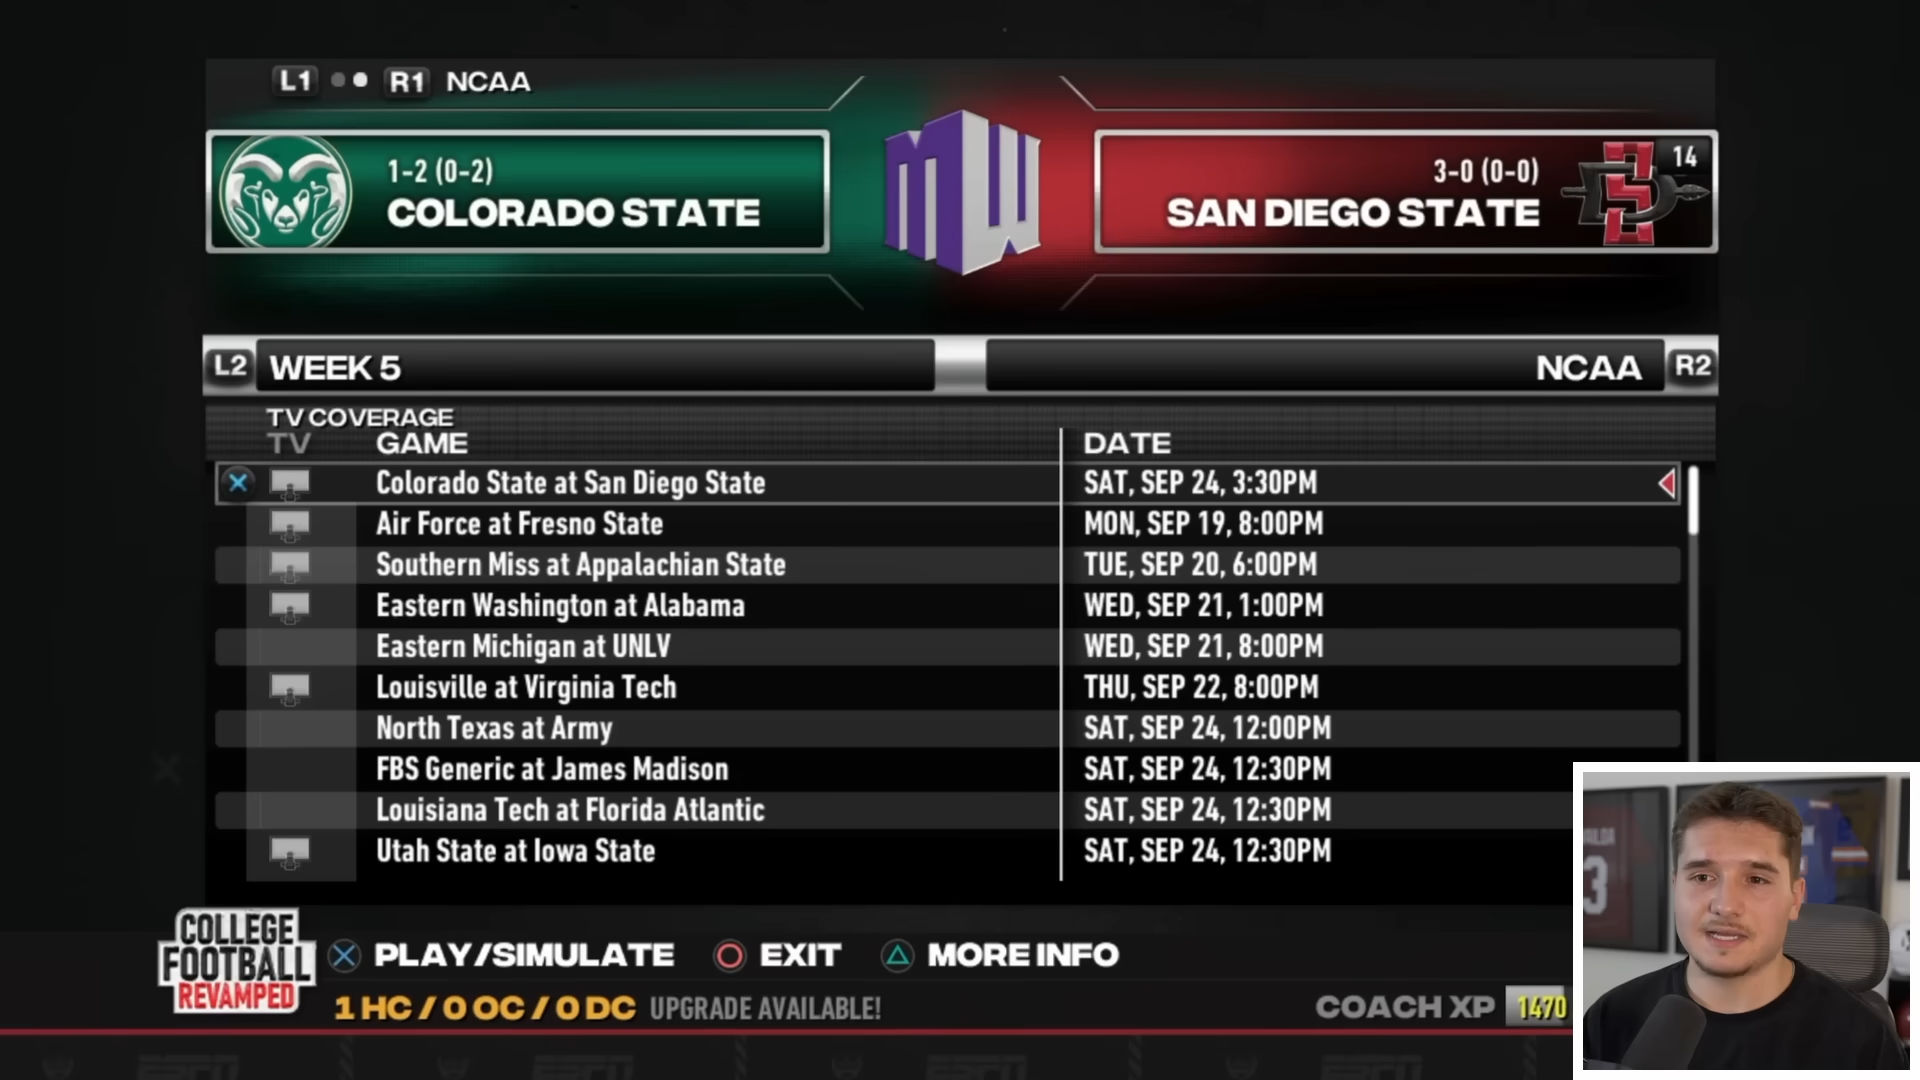 L1 R1 NCAA
1-2 (0-2)
COLORADO STATE
MW
3-0 (0-0)
SAN DIEGO STATE
14
L2 WEEK 5
NCAA R2
TV COVERAGE
TV GAME DATE
Colorado State at San Diego State SAT, SEP 24, 3:30PM
Air Force at Fresno State MON, SEP 19, 8:00PM
Southern Miss at Appalachian State TUE, SEP 20, 6:00PM
Eastern Washington at Alabama WED, SEP 21, 1:00PM
Eastern Michigan at UNLV WED, SEP 21, 8:00PM
Louisville at Virginia Tech THU, SEP 22, 8:00PM
North Texas at Army SAT, SEP 24, 12:00PM
FBS Generic at James Madison SAT, SEP 24, 12:30PM
Louisiana Tech at Florida Atlantic SAT, SEP 24, 12:30PM
Utah State at Iowa State SAT, SEP 24, 12:30PM
COLLEGE
FOOTBALL
REVAMPED
PLAY/SIMULATE EXIT MORE INFO
1 HC / 0 OC / 0 DC UPGRADE AVAILABLE!
COACH XP 1470
3